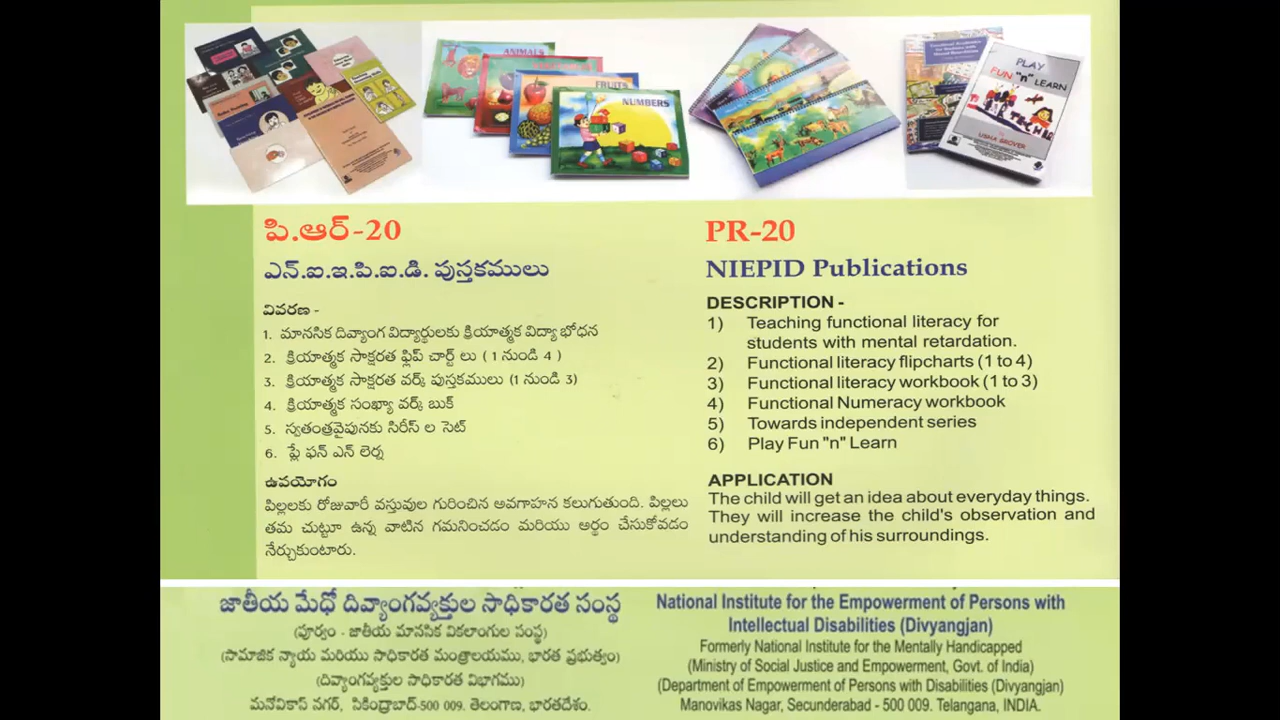 ANIMALS
FRUITS
NUMBERS
PLAY
FUN "n" LEARN
USHA GROVER
పి.ఆర్-20
ఎన్.ఐ.ఇ.పి.ఐ.డి. పుస్తకములు
వివరణ -
1. మానసిక దివ్యాంగ విద్యార్థులకు క్రియాత్మక విద్యా భోధన
2. క్రియాత్మక సాక్షరత ఫ్లిప్ చార్ట్ లు ( 1 నుండి 4 )
3. క్రియాత్మక సాక్షరత వర్క్ పుస్తకములు (1 నుండి 3)
4. క్రియాత్మక సంఖ్యా వర్క్ బుక్
5. స్వతంత్రవైపునకు సిరీస్ ల సెట్
6. ప్లే ఫన్ ఎన్ లెర్న
ఉపయోగం
పిల్లలకు రోజువారీ వస్తువుల గురించిన అవగాహన కలుగుతుంది. పిల్లలు
తమ చుట్టూ ఉన్న వాటిన గమనించడం మరియు అర్థం చేసుకోవడం
నేర్చుకుంటారు.
PR-20
NIEPID Publications
DESCRIPTION -
1) Teaching functional literacy for
students with mental retardation.
2) Functional literacy flipcharts (1 to 4)
3) Functional literacy workbook (1 to 3)
4) Functional Numeracy workbook
5) Towards independent series
6) Play Fun "n" Learn
APPLICATION
The child will get an idea about everyday things.
They will increase the child's observation and
understanding of his surroundings.
జాతీయ మేధో దివ్యాంగవ్యక్తుల సాధికారత సంస్థ
(పూర్వం - జాతీయ మానసిక వికలాంగుల సంస్థ)
(సామాజిక న్యాయ మరియు సాధికారత మంత్రాలయము, భారత ప్రభుత్వం)
(దివ్యాంగవ్యక్తుల సాధికారత విభాగము)
మనోవికాస్ నగర్, సికింద్రాబాద్-500 009. తెలంగాణ, భారతదేశం.
National Institute for the Empowerment of Persons with
Intellectual Disabilities (Divyangjan)
Formerly National Institute for the Mentally Handicapped
(Ministry of Social Justice and Empowerment, Govt. of India)
(Department of Empowerment of Persons with Disabilities (Divyangjan)
Manovikas Nagar, Secunderabad - 500 009. Telangana, INDIA.